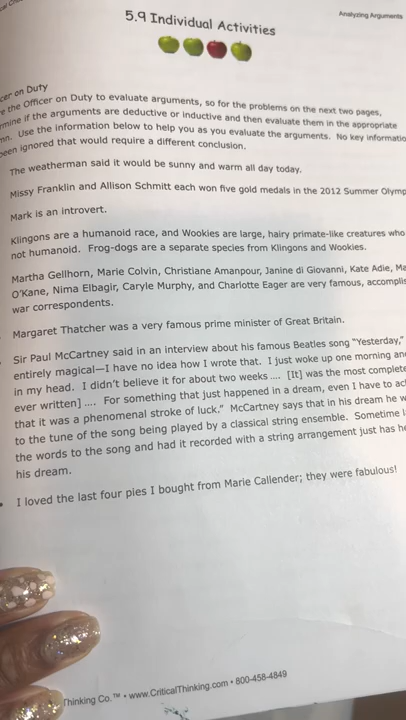 Analyzing Arguments
5.9 Individual Activities
on Duty
the Officer on Duty to evaluate arguments, so for the problems on the next two pages,
if the arguments are deductive or inductive and then evaluate them in the appropriate
Use the information below to help you as you evaluate the arguments. No key
been ignored that would require a different conclusion.
The weatherman said it would be sunny and warm all day today.
Missy Franklin and Allison Schmitt each won five gold medals in the 2012 Summer
Mark is an introvert.
Klingons are a humanoid race, and Wookies are large, hairy primate-like creatures who
not humanoid. Frog-dogs are a separate species from Klingons and Wookies.
Martha Gellhorn, Marie Colvin, Christiane Amanpour, Janine di Giovanni, Kate Adie,
O'Kane, Nima Elbagir, Caryle Murphy, and Charlotte Eager are very famous,
war correspondents.
Margaret Thatcher was a very famous prime minister of Great Britain.
Sir Paul McCartney said in an interview about his famous Beatles song "Yesterday,"
entirely magical—I have no idea how I wrote that. I just woke up one morning
in my head. I didn't believe it for about two weeks .... [It] was the most
ever written] .... For something that just happened in a dream, even I have to
that it was a phenomenal stroke of luck." McCartney says that in his dream he
to the tune of the song being played by a classical string ensemble. Sometime
the words to the song and had it recorded with a string arrangement just has
his dream.
I loved the last four pies I bought from Marie Callender; they were fabulous!
Thinking Co.™ • www.CriticalThinking.com • 800-458-4849